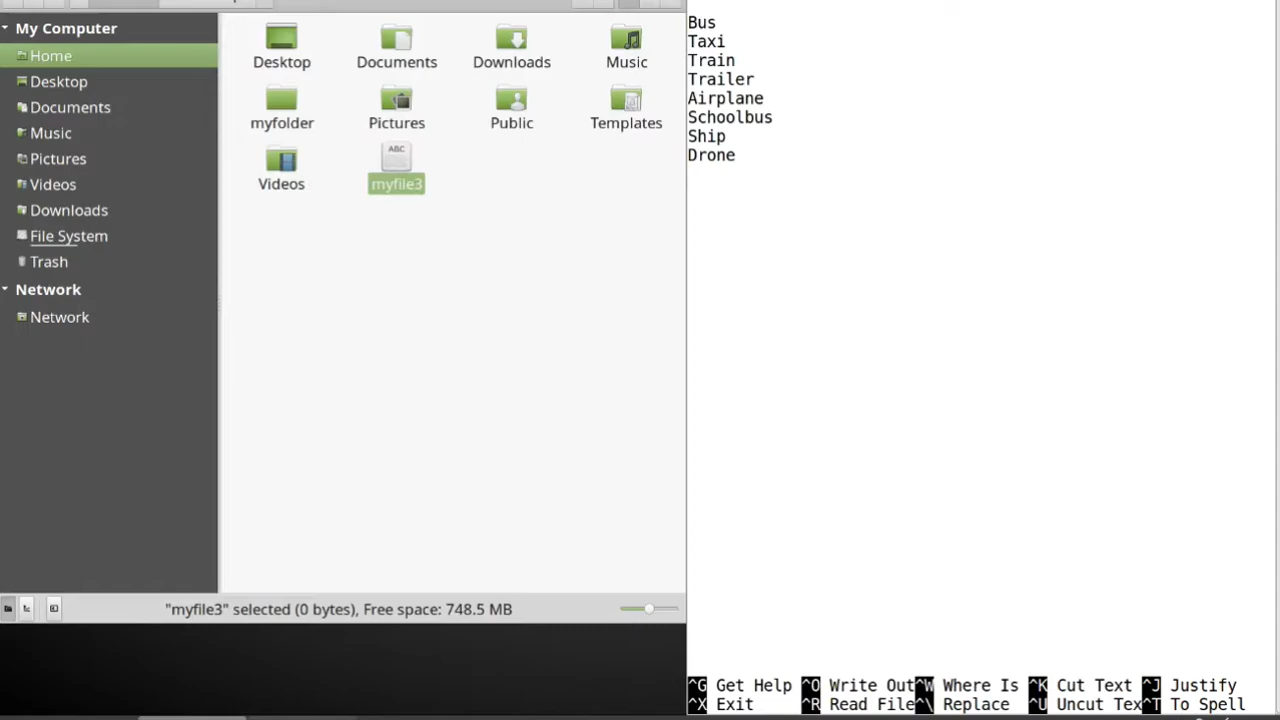 My Computer
Home
Desktop
Documents
Music
Pictures
Videos
Downloads
File System
Trash
Network
Network
Desktop Documents Downloads Music
myfolder Pictures Public Templates
ABC
Videos myfile3
"myfile3" selected (0 bytes), Free space: 748.5 MB
Bus
Taxi
Train
Trailer
Airplane
Schoolbus
Ship
Drone
^G Get Help ^O Write Out^W Where Is ^K Cut Text ^J Justify
^X Exit ^R Read File^\ Replace ^U Uncut Tex^T To Spell